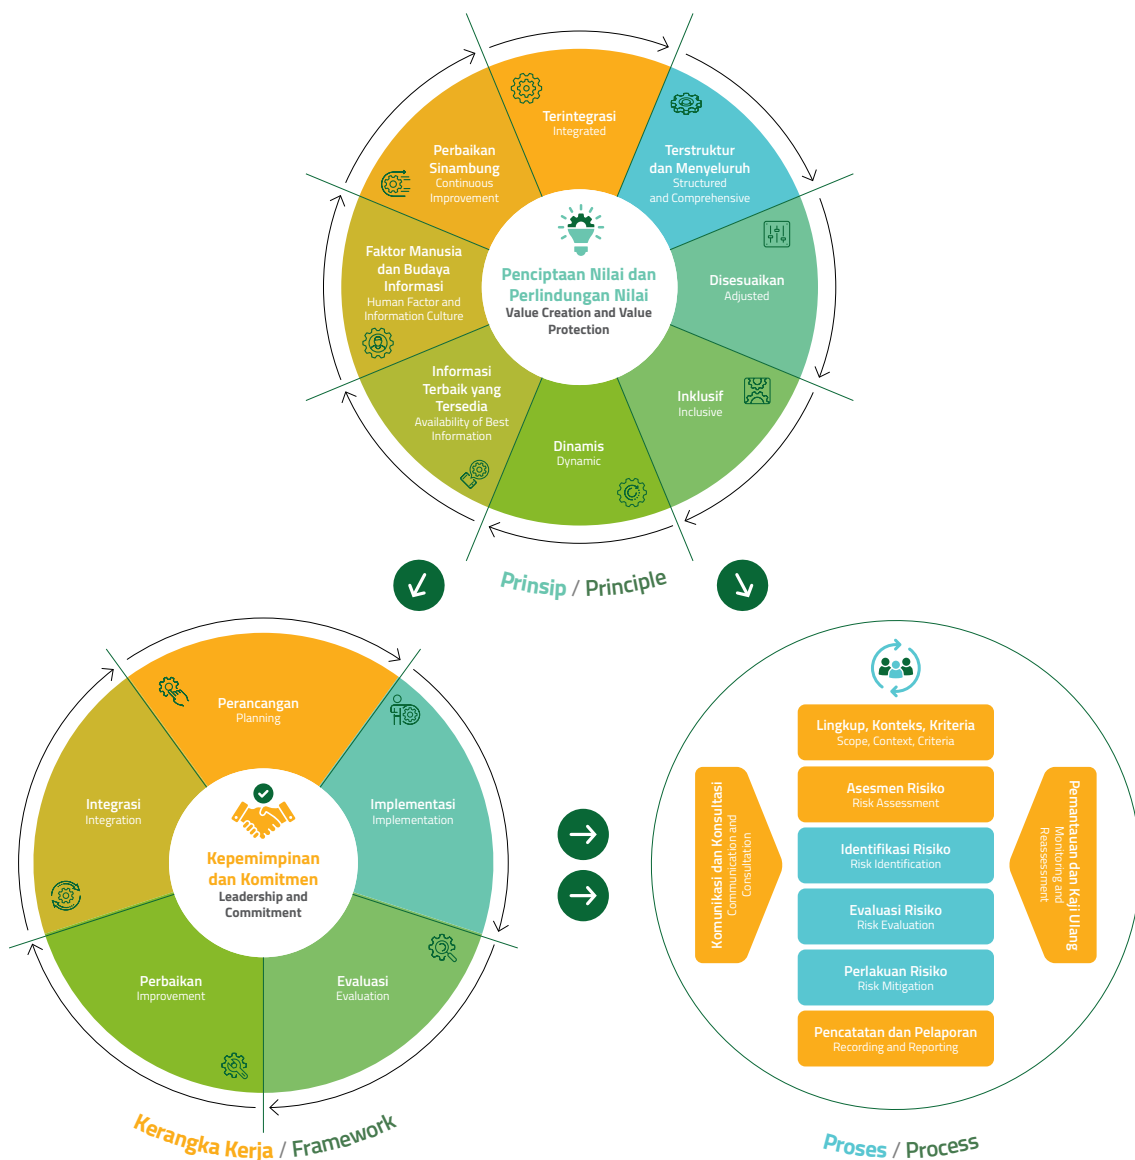 Terintegrasi
Integrated
Terstruktur
dan Menyeluruh
Structured
and Comprehensive
Disesuaikan
Adjusted
Inklusif
Inclusive
Dinamis
Dynamic
Informasi
Terbaik yang
Tersedia
Availability of Best
Information
Faktor Manusia
dan Budaya
Informasi
Human Factor and
Information Culture
Perbaikan
Sinambung
Continuous
Improvement
Penciptaan Nilai dan
Perlindungan Nilai
Value Creation and Value
Protection
Prinsip / Principle
Perancangan
Planning
Implementasi
Implementation
Evaluasi
Evaluation
Perbaikan
Improvement
Integrasi
Integration
Kepemimpinan
dan Komitmen
Leadership and
Commitment
Kerangka Kerja / Framework
Komunikasi dan Konsultasi
Communication and
Consultation
Lingkup, Konteks, Kriteria
Scope, Context, Criteria
Asesmen Risiko
Risk Assessment
Identifikasi Risiko
Risk Identification
Evaluasi Risiko
Risk Evaluation
Perlakuan Risiko
Risk Mitigation
Pencatatan dan Pelaporan
Recording and Reporting
Pemantauan dan Kaji Ulang
Monitoring and
Reassessment
Proses / Process